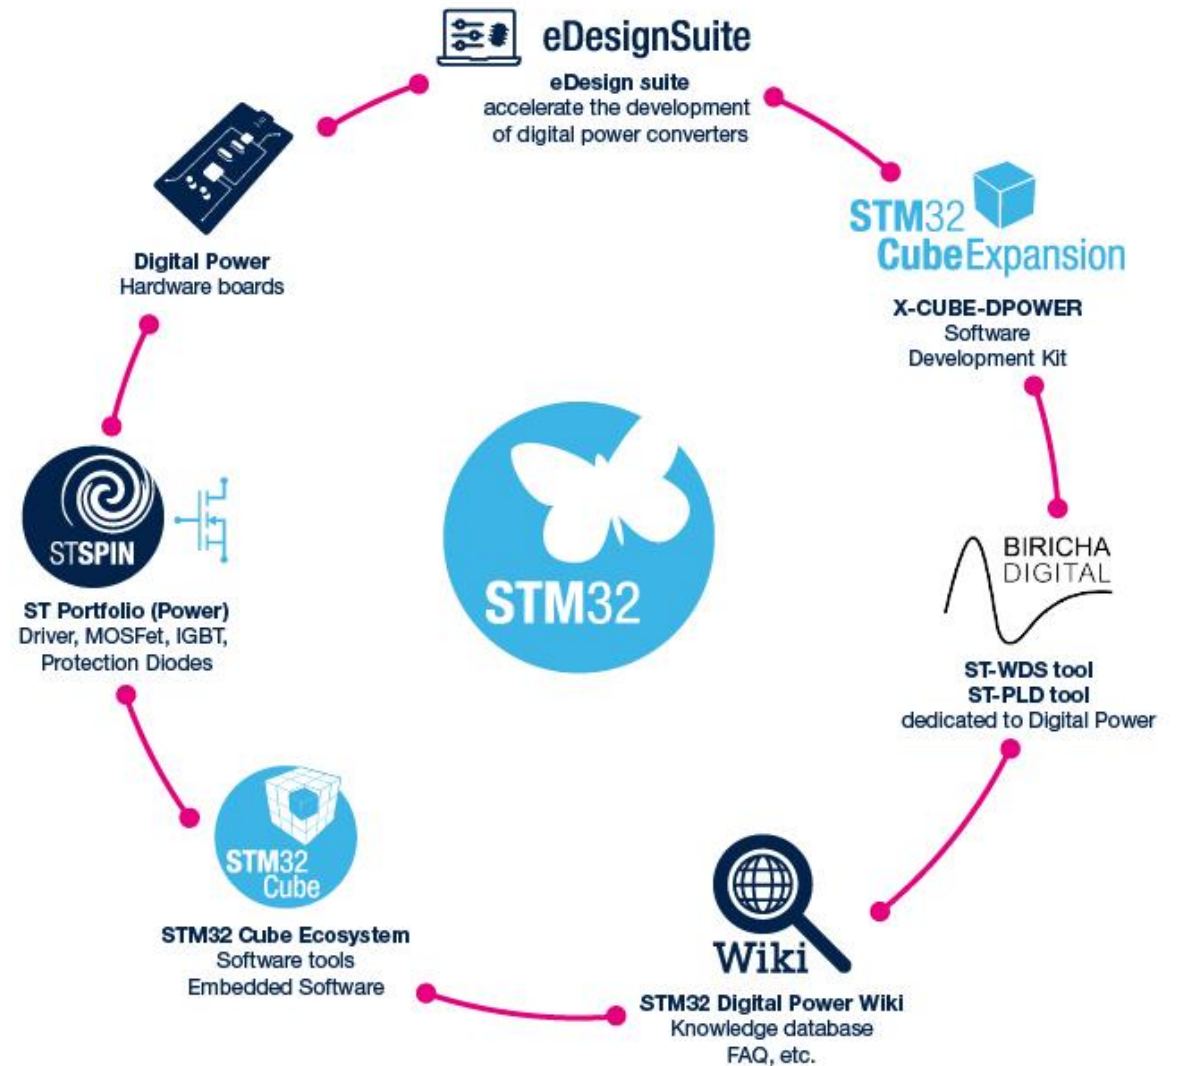 eDesignSuite
eDesign suite
accelerate the development
of digital power converters
STM32
CubeExpansion
X-CUBE-DPOWER
Software
Development Kit
BIRICHA
DIGITAL
ST-WDS tool
ST-PLD tool
dedicated to Digital Power
Wiki
STM32 Digital Power Wiki
Knowledge database
FAQ, etc.
STM32
Cube
STM32 Cube Ecosystem
Software tools
Embedded Software
STSPIN
ST Portfolio (Power)
Driver, MOSFet, IGBT,
Protection Diodes
Digital Power
Hardware boards
STM32